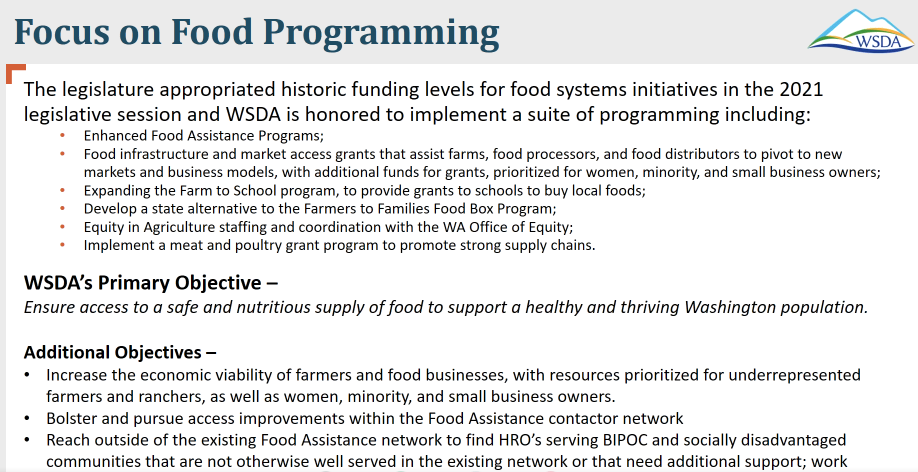 Focus on Food Programming
WSDA
The legislature appropriated historic funding levels for food systems initiatives in the 2021
legislative session and WSDA is honored to implement a suite of programming including:
• Enhanced Food Assistance Programs;
• Food infrastructure and market access grants that assist farms, food processors, and food distributors to pivot to new
markets and business models, with additional funds for grants, prioritized for women, minority, and small business owners;
• Expanding the Farm to School program, to provide grants to schools to buy local foods;
• Develop a state alternative to the Farmers to Families Food Box Program;
• Equity in Agriculture staffing and coordination with the WA Office of Equity;
• Implement a meat and poultry grant program to promote strong supply chains.
WSDA's Primary Objective –
Ensure access to a safe and nutritious supply of food to support a healthy and thriving Washington population.
Additional Objectives –
• Increase the economic viability of farmers and food businesses, with resources prioritized for underrepresented
farmers and ranchers, as well as women, minority, and small business owners.
• Bolster and pursue access improvements within the Food Assistance contactor network
• Reach outside of the existing Food Assistance network to find HRO's serving BIPOC and socially disadvantaged
communities that are not otherwise well served in the existing network or that need additional support; work